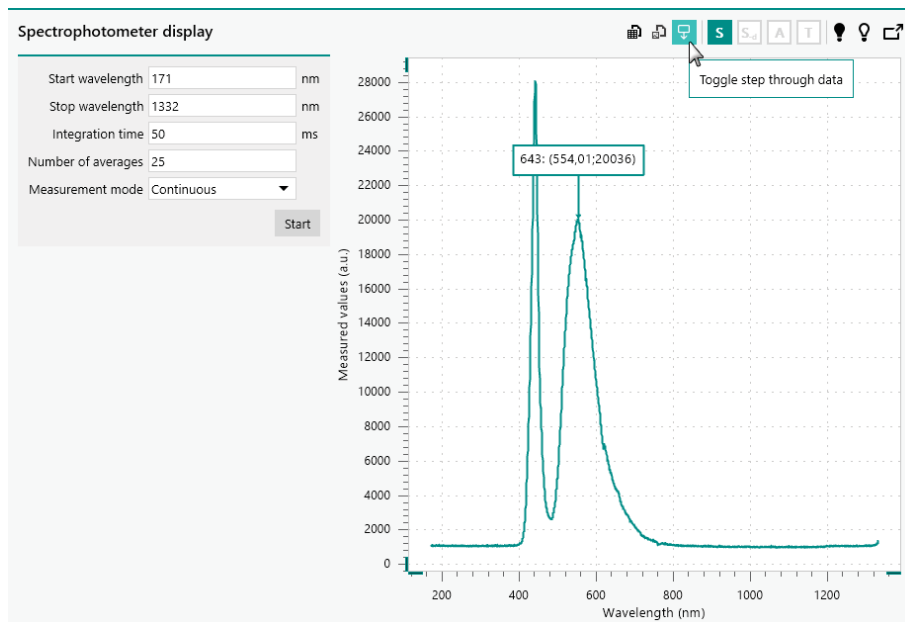 Spectrophotometer display
S S_d A T
Toggle step through data
Start wavelength 171 nm
Stop wavelength 1332 nm
Integration time 50 ms
Number of averages 25
Measurement mode Continuous
Start
643: (554,01;20036)
Measured values (a.u.)
28000
26000
24000
22000
20000
18000
16000
14000
12000
10000
8000
6000
4000
2000
0
200 400 600 800 1000 1200
Wavelength (nm)